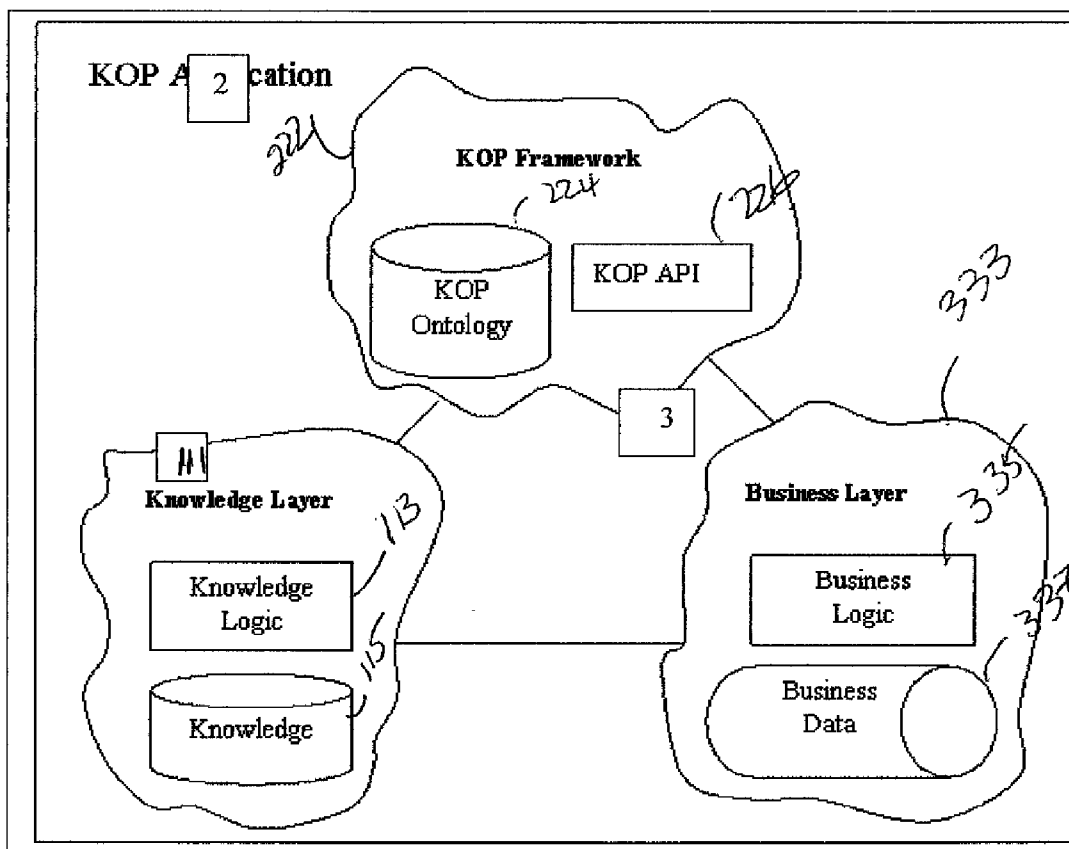 KOP A 2 cation
222
KOP Framework
224
226
KOP
Ontology
KOP API
333
3
111
Knowledge Layer
113
Business Layer
335
Knowledge
Logic
Business
Logic
337
115
Knowledge
Business
Data